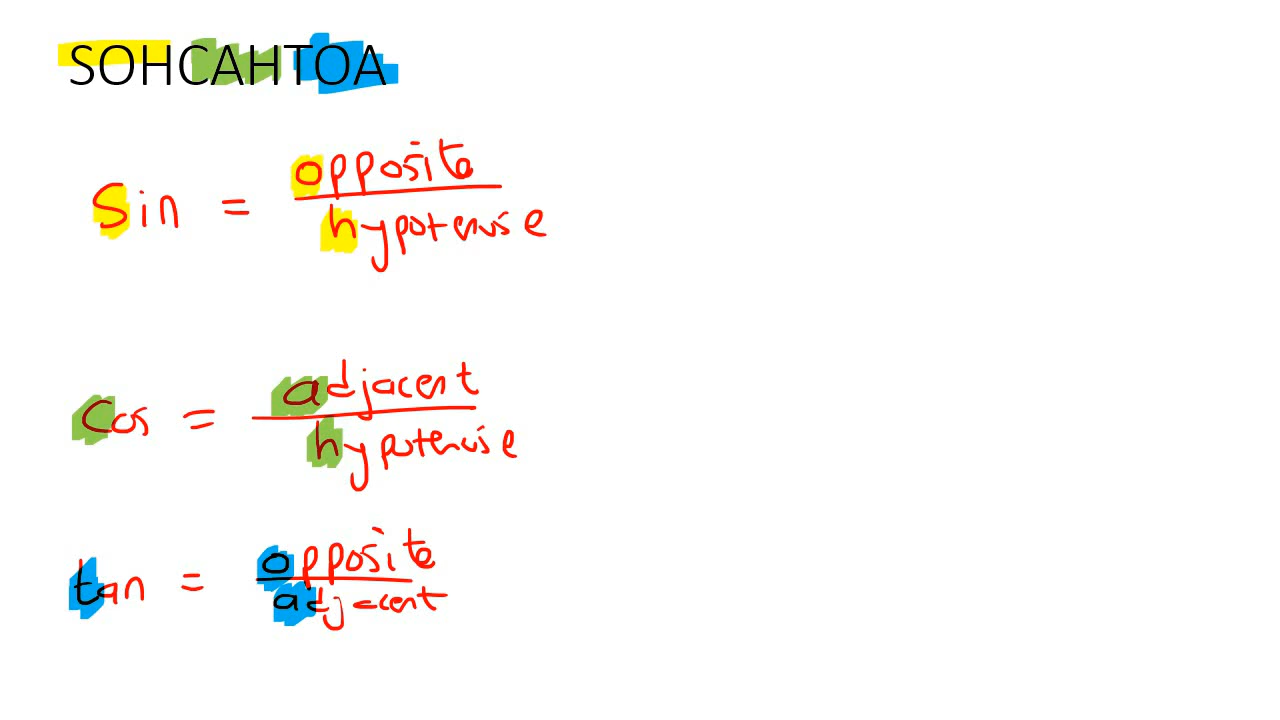 SOHCAHTOA
Sin = opposite
hypotenuse
Cos = adjacent
hypotenuse
tan = opposite
adjacent